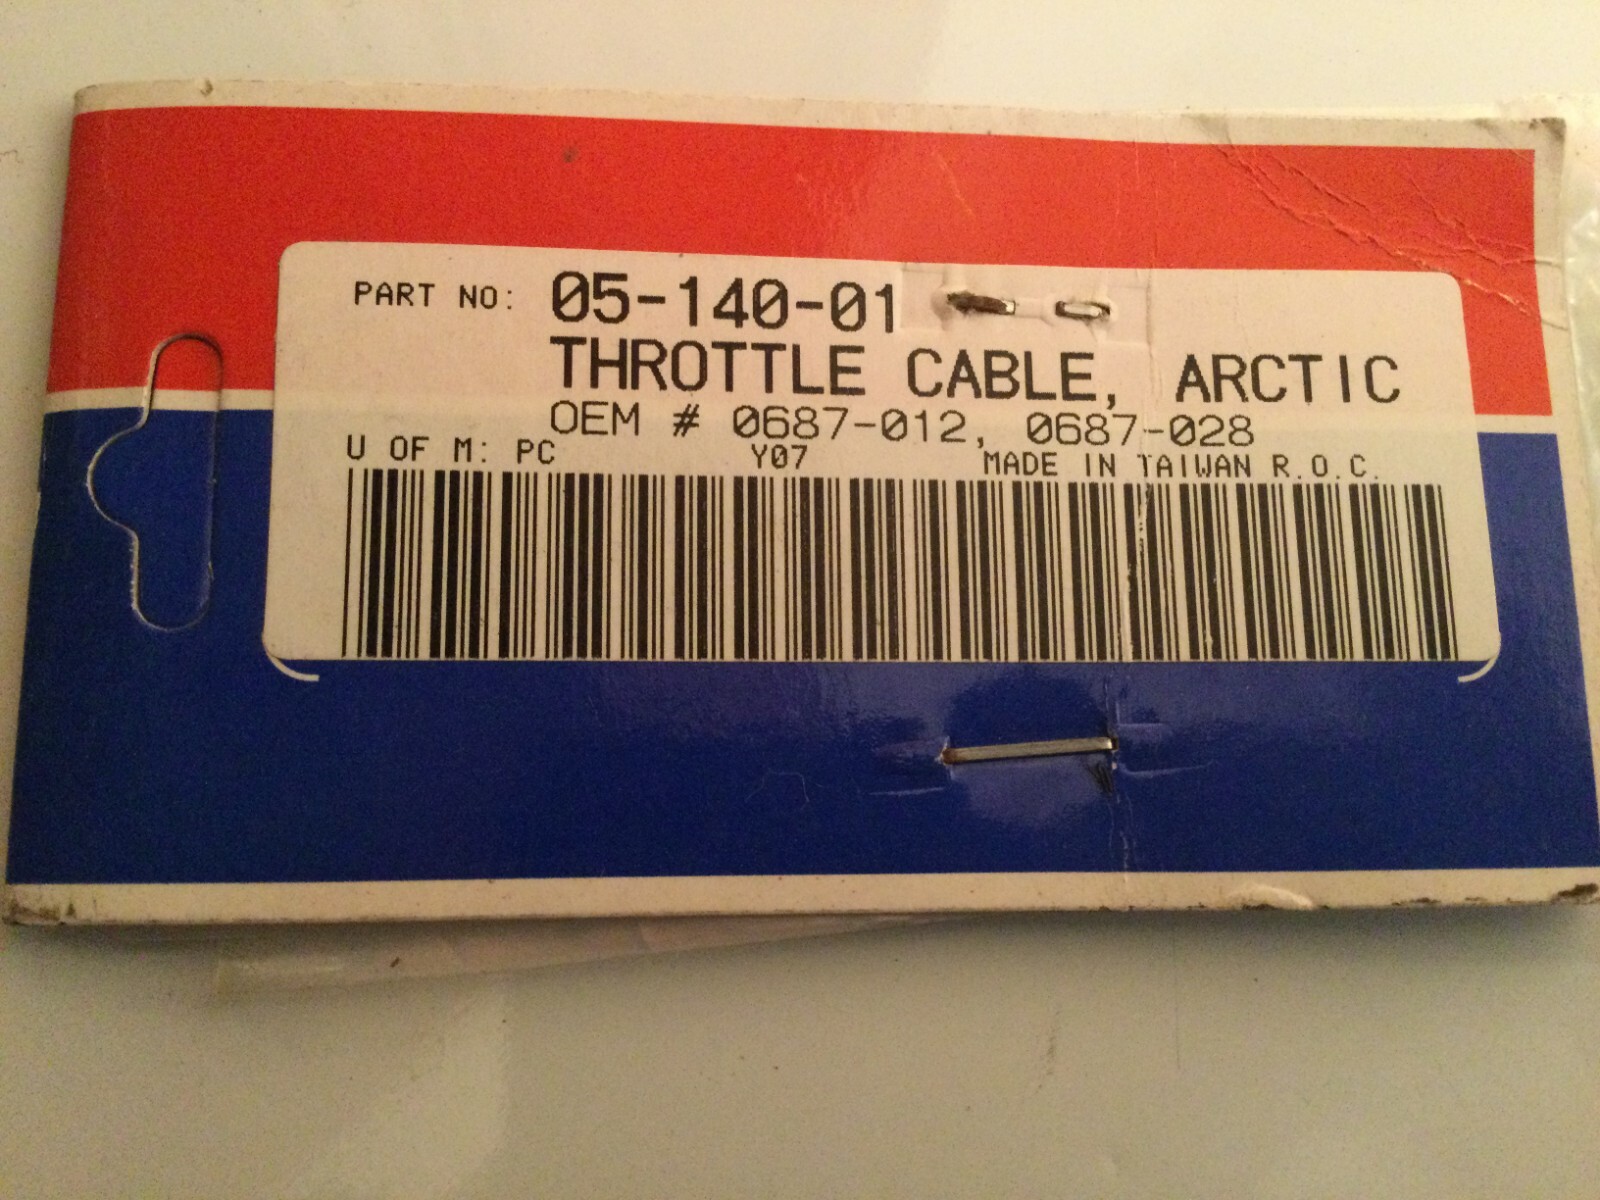 PART NO: 05-140-01
THROTTLE CABLE, ARCTIC
OEM # 0687-012, 0687-028
U OF M: PC Y07 MADE IN TAIWAN R.O.C.